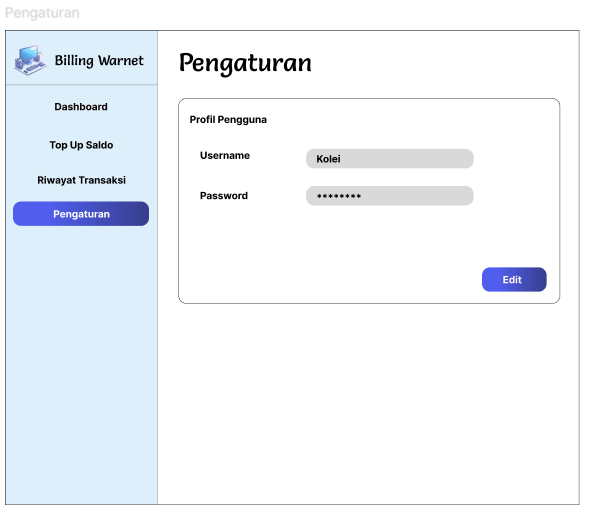 Pengaturan
Billing Warnet
Dashboard
Top Up Saldo
Riwayat Transaksi
Pengaturan
Pengaturan
Profil Pengguna
Username
Kolei
Password
********
Edit